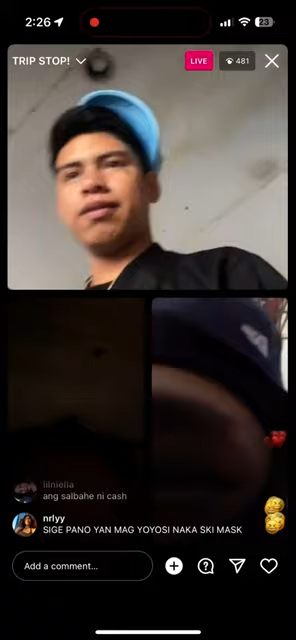 2:26
23
TRIP STOP!
LIVE
481
lilniella
ang salbahe ni cash
nrlyy
SIGE PANO YAN MAG YOYOSI NAKA SKI MASK
Add a comment...